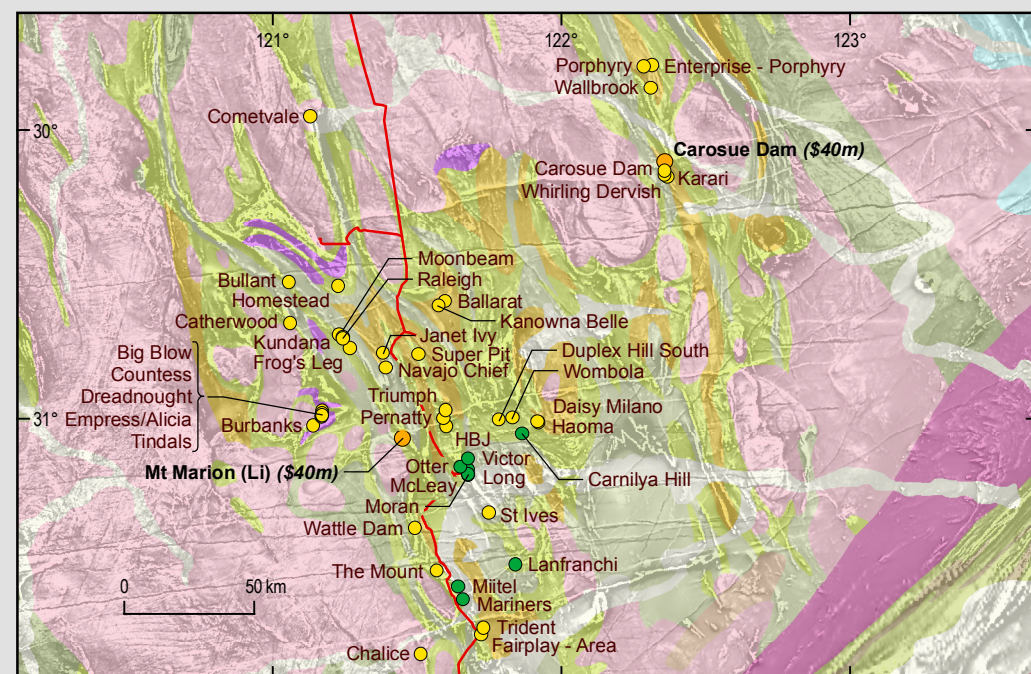 121°
122°
123°
Porphyry
Enterprise - Porphyry
Wallbrook
Cometvale
30°
Carosue Dam ($40m)
Carosue Dam
Karari
Whirling Dervish
Moonbeam
Bullant
Raleigh
Homestead
Ballarat
Catherwood
Kanowna Belle
Kundana
Janet Ivy
Big Blow
Frog's Leg
Super Pit
Duplex Hill South
Countess
Navajo Chief
Wombola
Dreadnought
Triumph
Daisy Milano
31°
Empress/Alicia
Burbanks
Pernatty
Haoma
Tindals
HBJ
Mt Marion (Li) ($40m)
Otter
Victor
McLeay
Long
Carnilya Hill
Moran
Wattle Dam
St Ives
The Mount
Lanfranchi
0
50 km
Miitel
Mariners
Trident
Fairplay - Area
Chalice